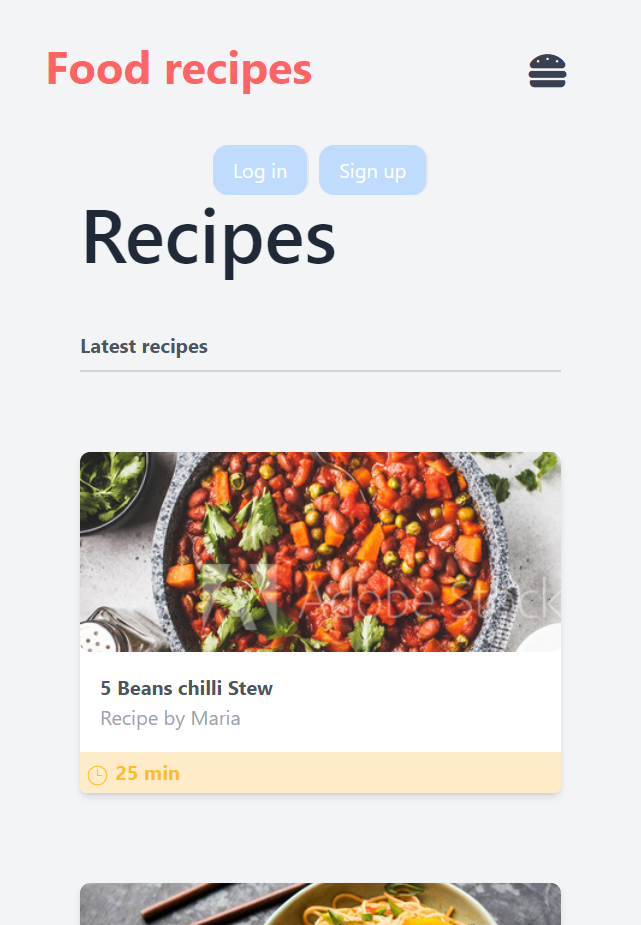 Food recipes
Log in
Sign up
Recipes
Latest recipes
Adobe Stock
5 Beans chilli Stew
Recipe by Maria
25 min